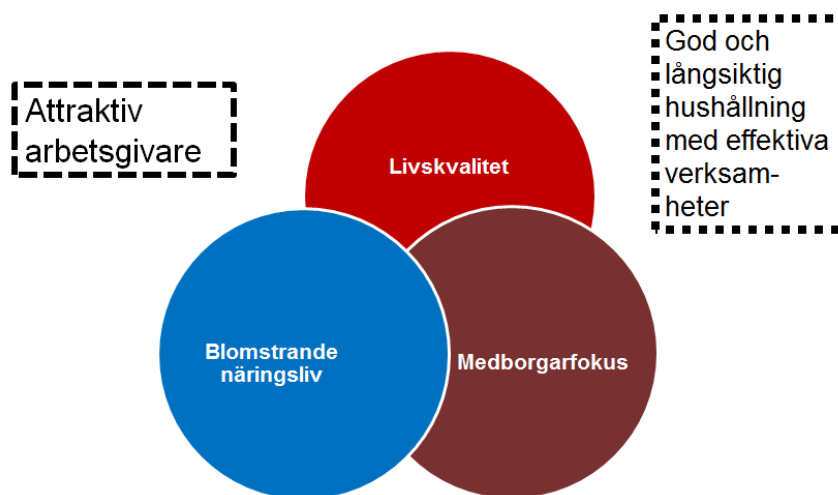 Attraktiv
arbetsgivare
God och
långsiktig
hushållning
med effektiva
verksam-
heter
Livskvalitet
Blomstrande
näringsliv
Medborgarfokus